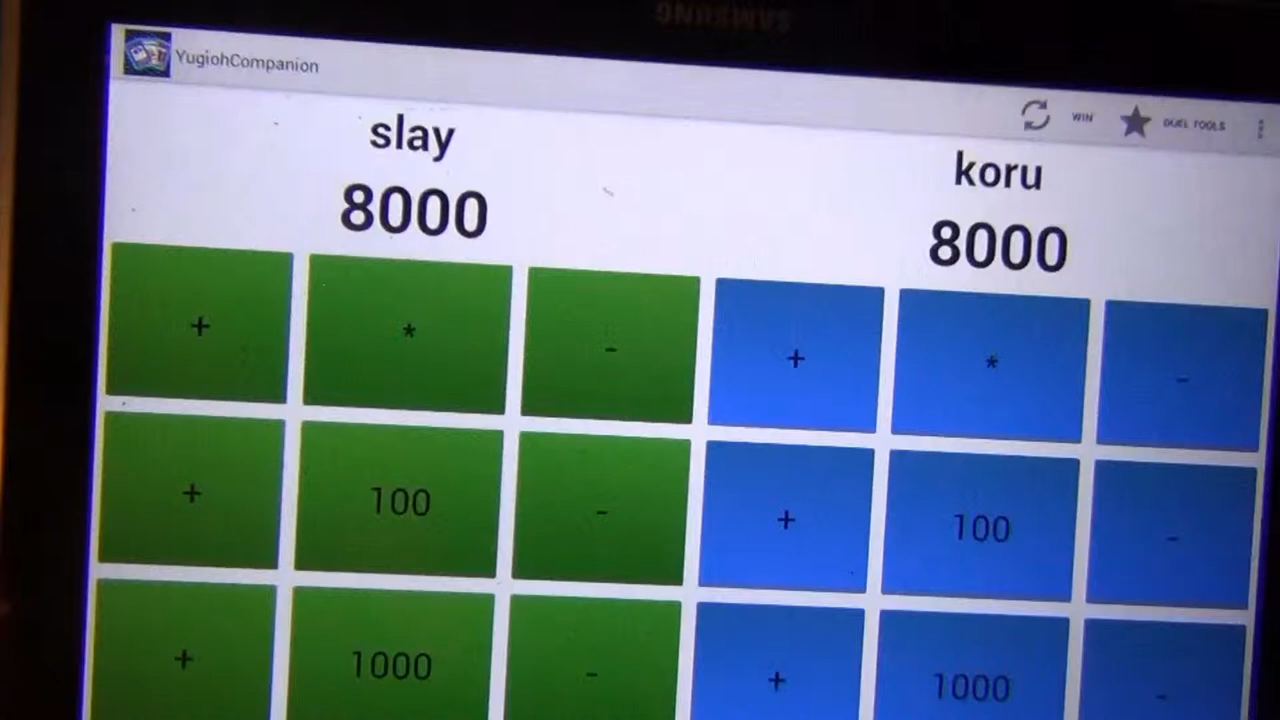 SAMSUNG
YugiohCompanion
WIN
DUEL TOOLS
slay
8000
koru
8000
+ * -
+ * -
+ 100 -
+ 100 -
+ 1000 -
+ 1000 -